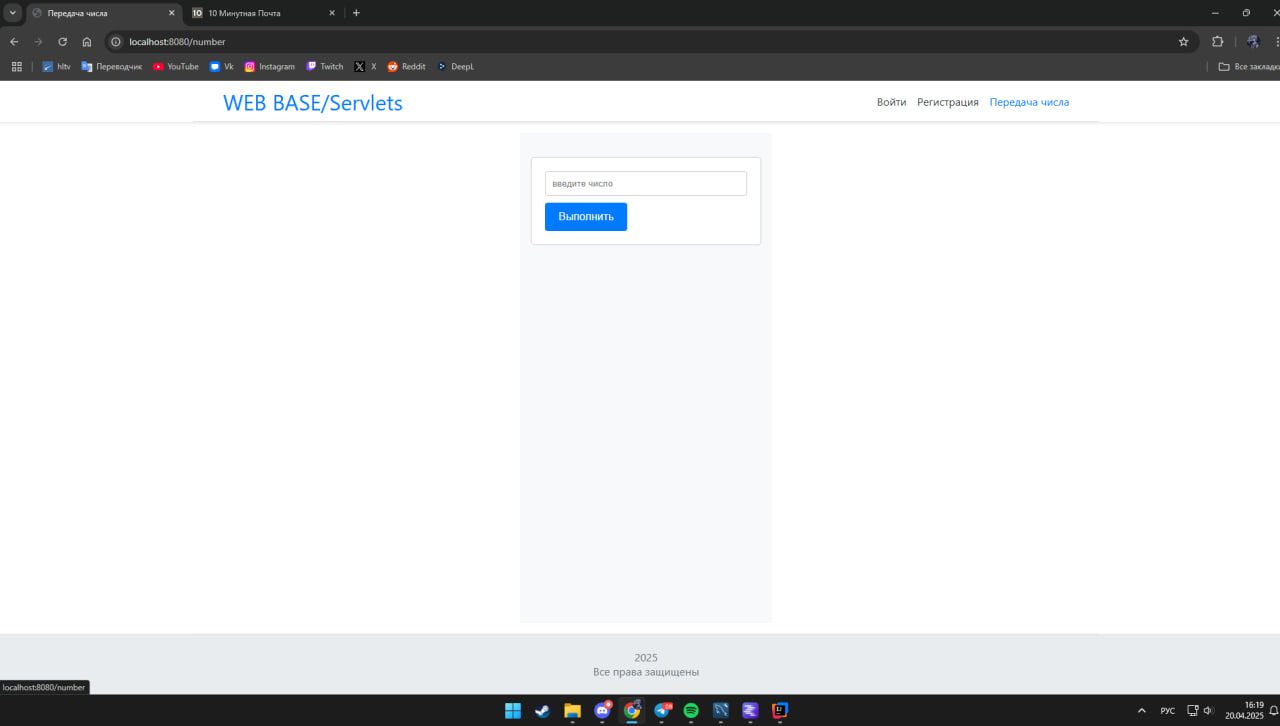 Передача числа
10 10 Минутная Почта
localhost:8080/number
hltv Переводчик YouTube Vk Instagram Twitch X Reddit DeepL Все закладки
WEB BASE/Servlets
Войти Регистрация Передача числа
введите число
Выполнить
2025
Все права защищены
localhost:8080/number
РУС
16:19
20.04.2025